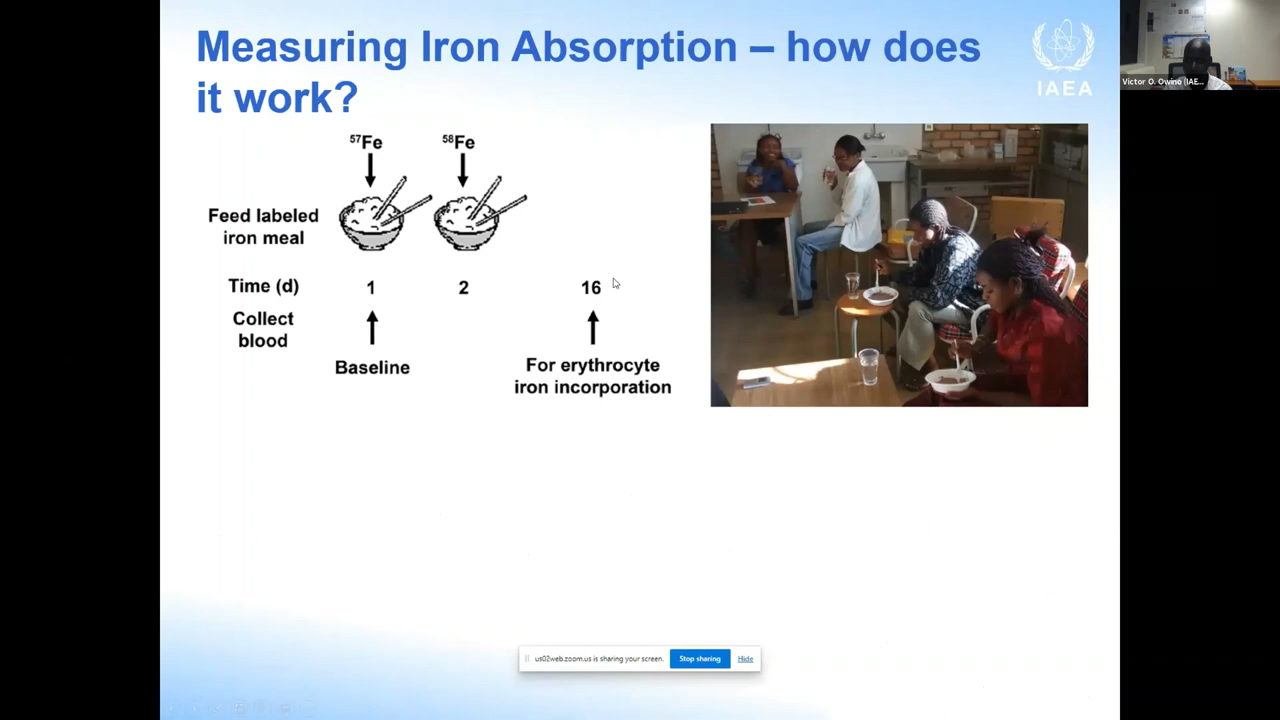 Measuring Iron Absorption – how does
it work?
IAEA
Victor O. Owino (IAE...
⁵⁷Fe
⁵⁸Fe
Feed labeled
iron meal
Time (d)
1
2
16
Collect
blood
Baseline
For erythrocyte
iron incorporation
us02web.zoom.us is sharing your screen.
Stop sharing
Hide